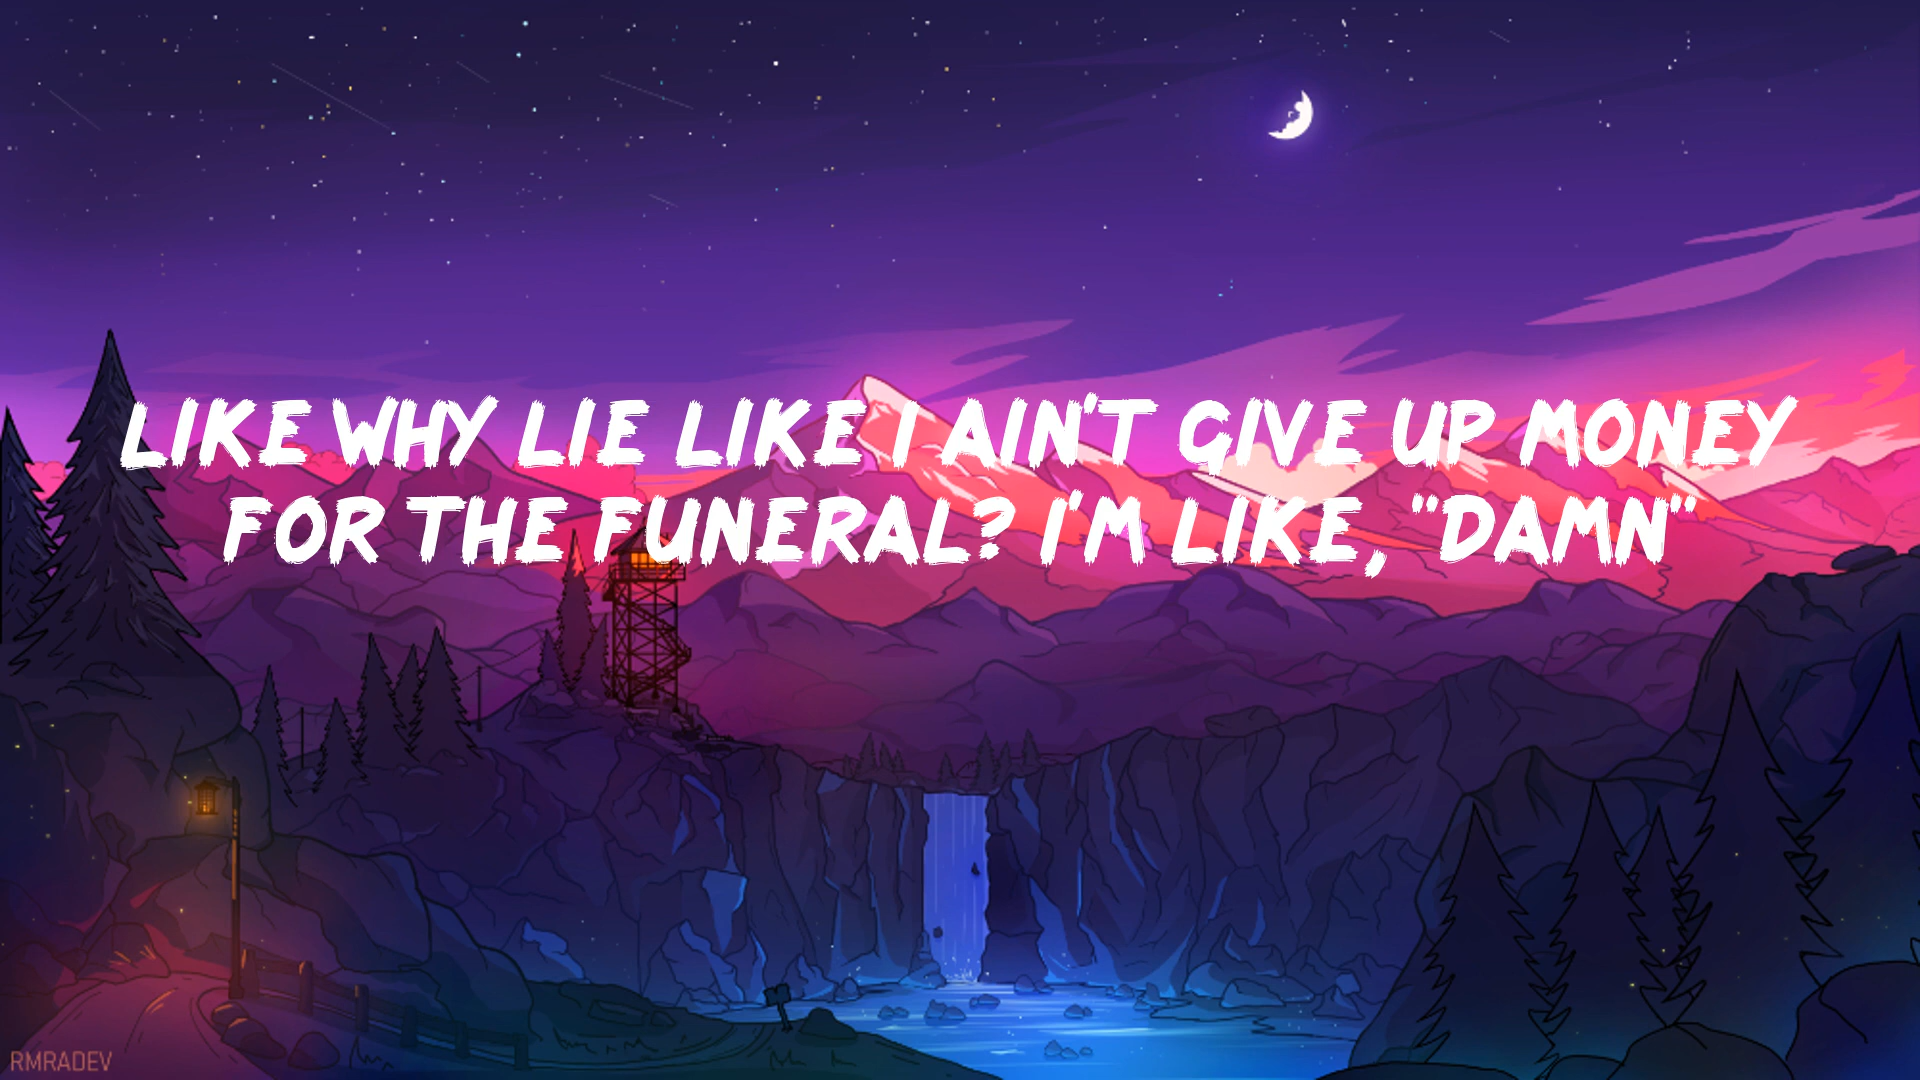 LIKE WHY LIE LIKE I AIN'T GIVE UP MONEY
FOR THE FUNERAL? I'M LIKE, "DAMN"
RMRADEV